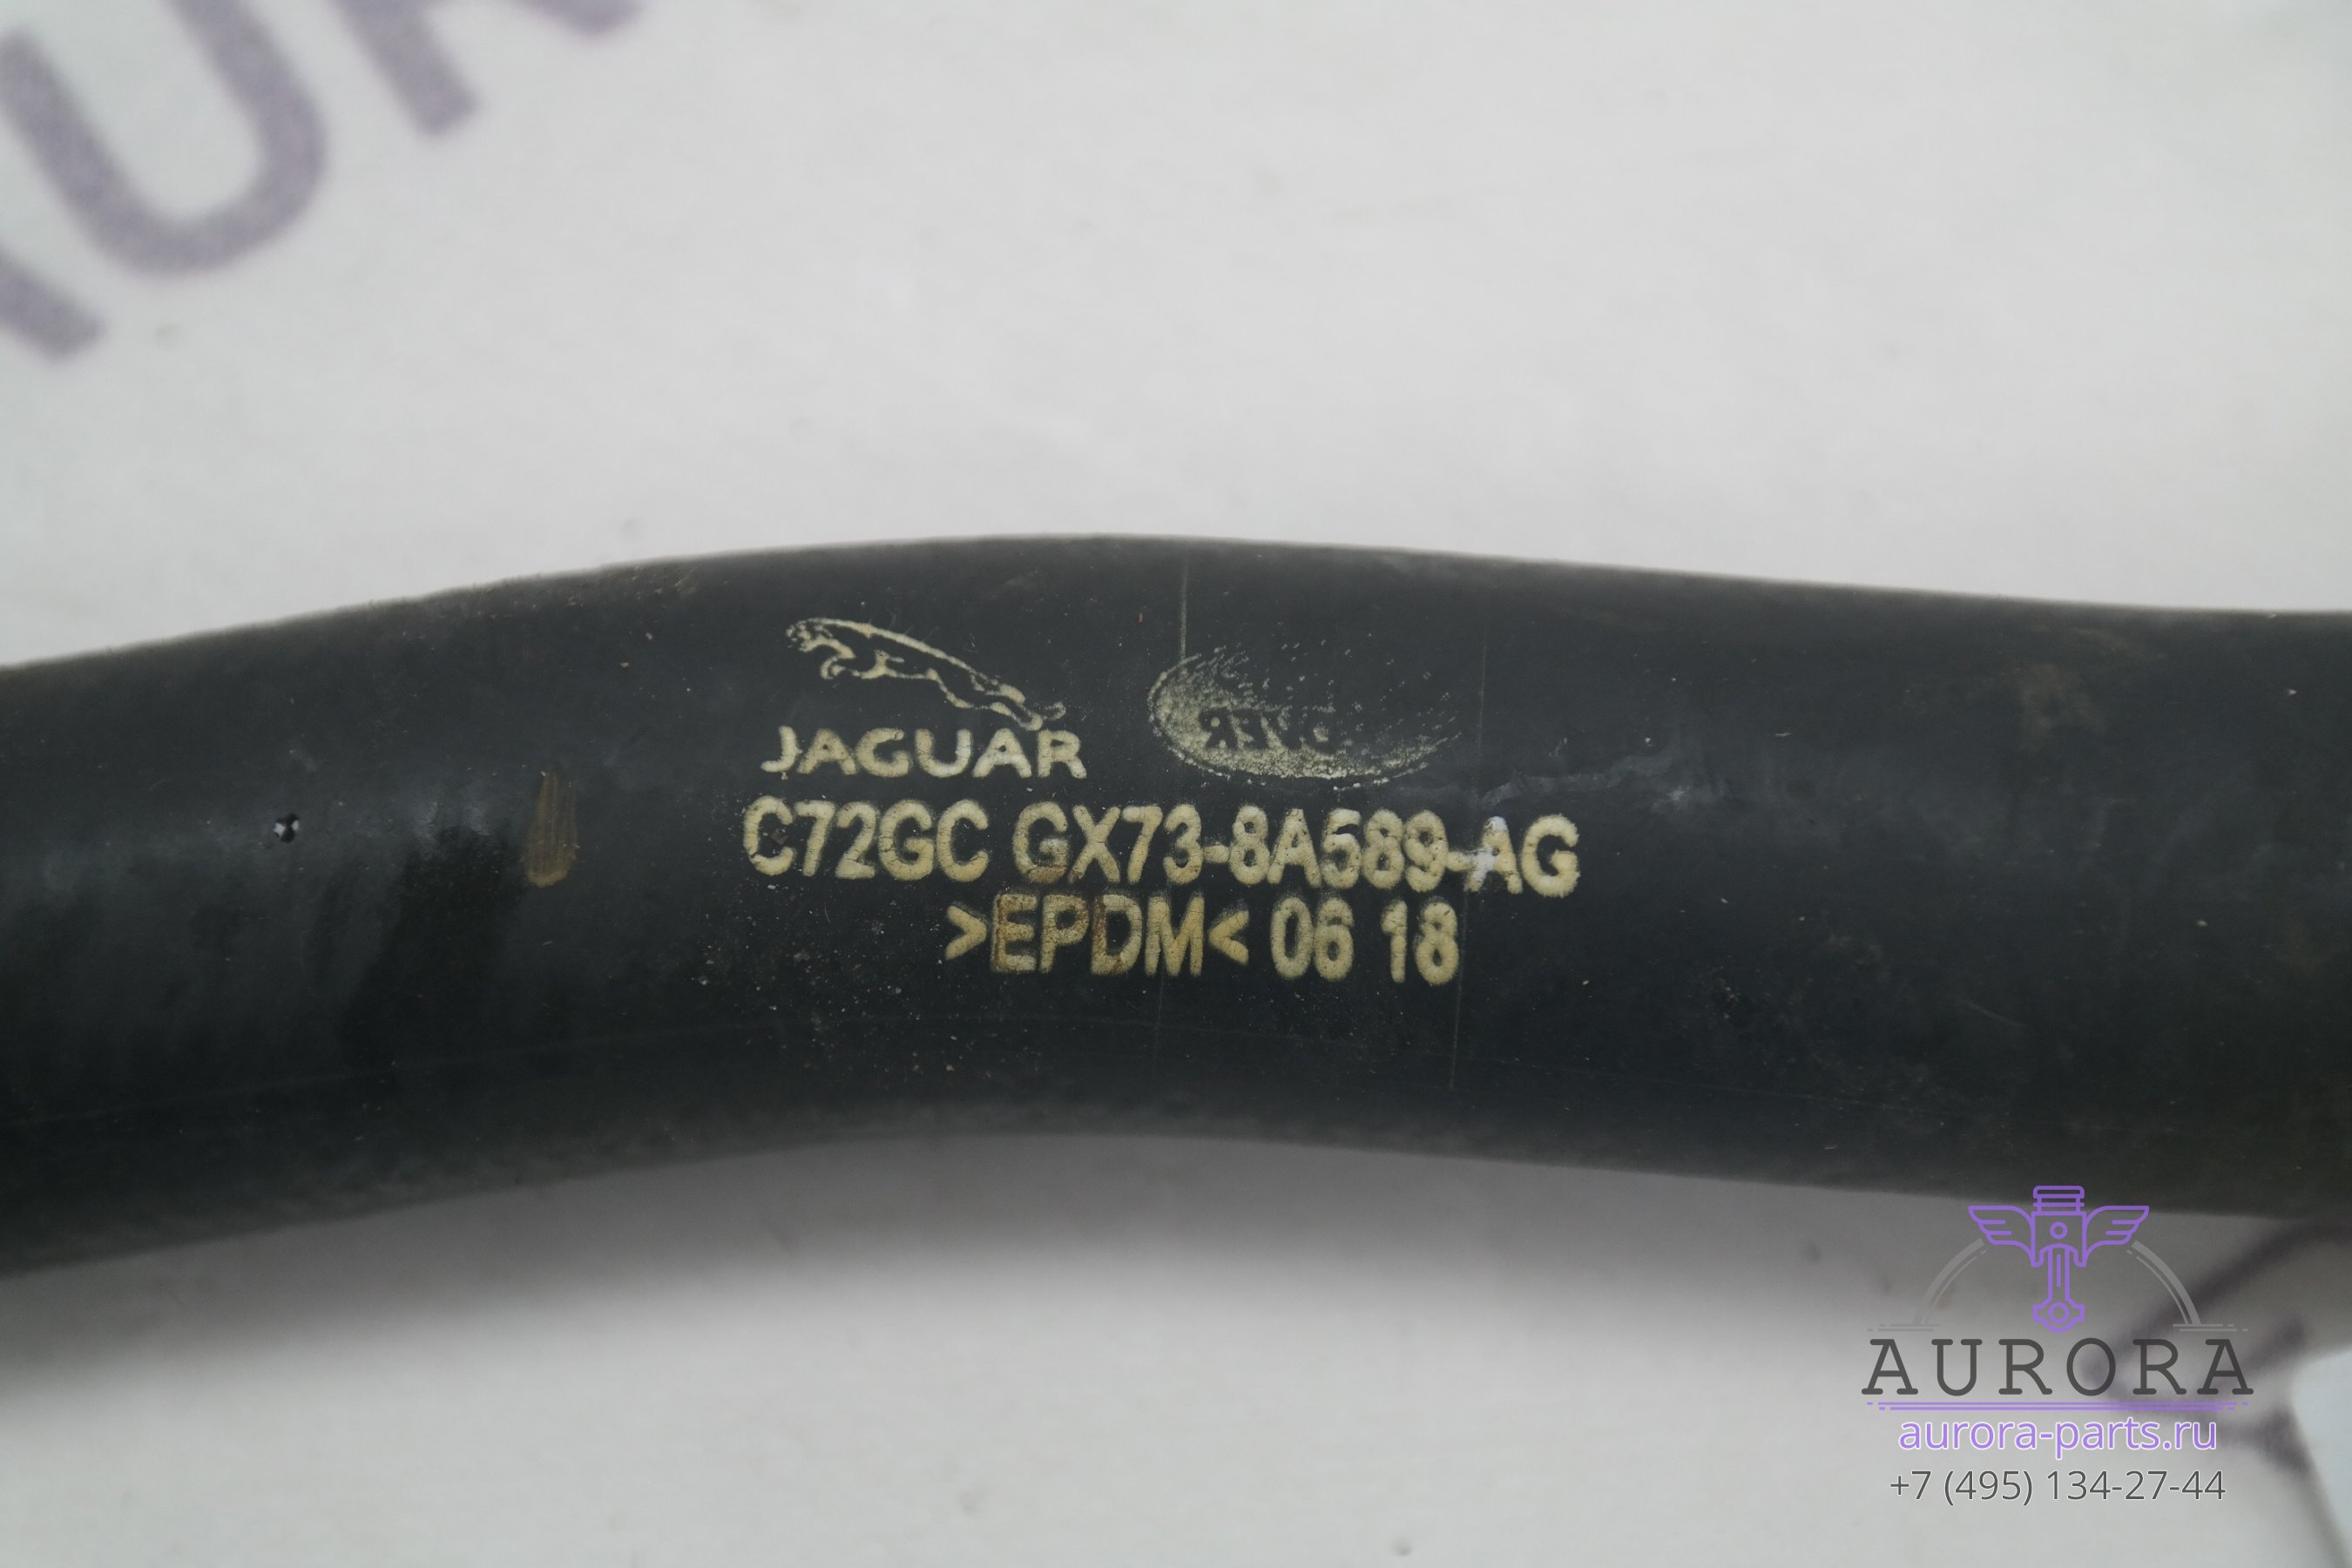 JAGUAR
C72GC GX73-8A589-AG
>EPDM< 06 18
AURORA
aurora-parts.ru
+7 (495) 134-27-44